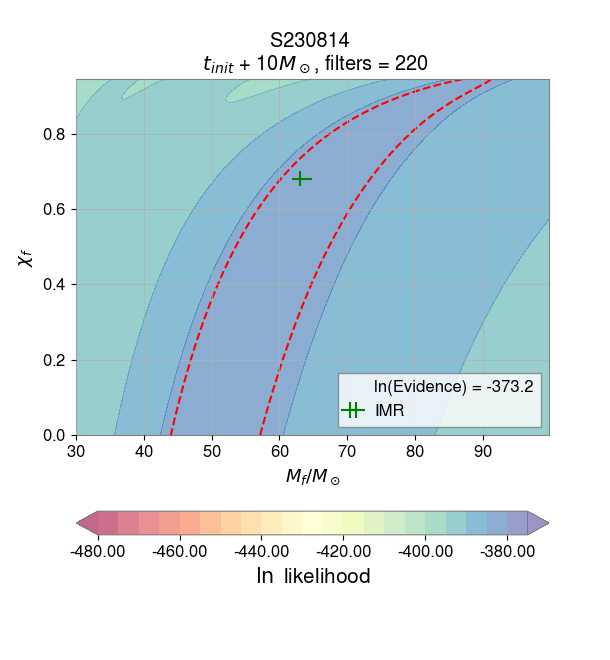 S230814
t_init + 10M_⊙, filters = 220
χ_f
0.8
0.6
0.4
0.2
0.0
30 40 50 60 70 80 90
M_f/M_⊙
ln(Evidence) = -373.2
IMR
-480.00 -460.00 -440.00 -420.00 -400.00 -380.00
ln likelihood